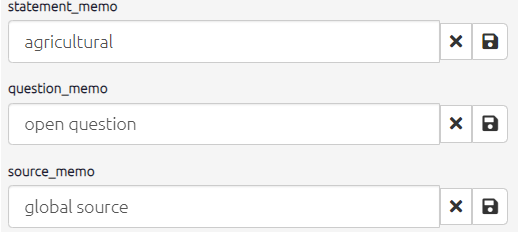 statement_memo
agricultural
question_memo
open question
source_memo
global source